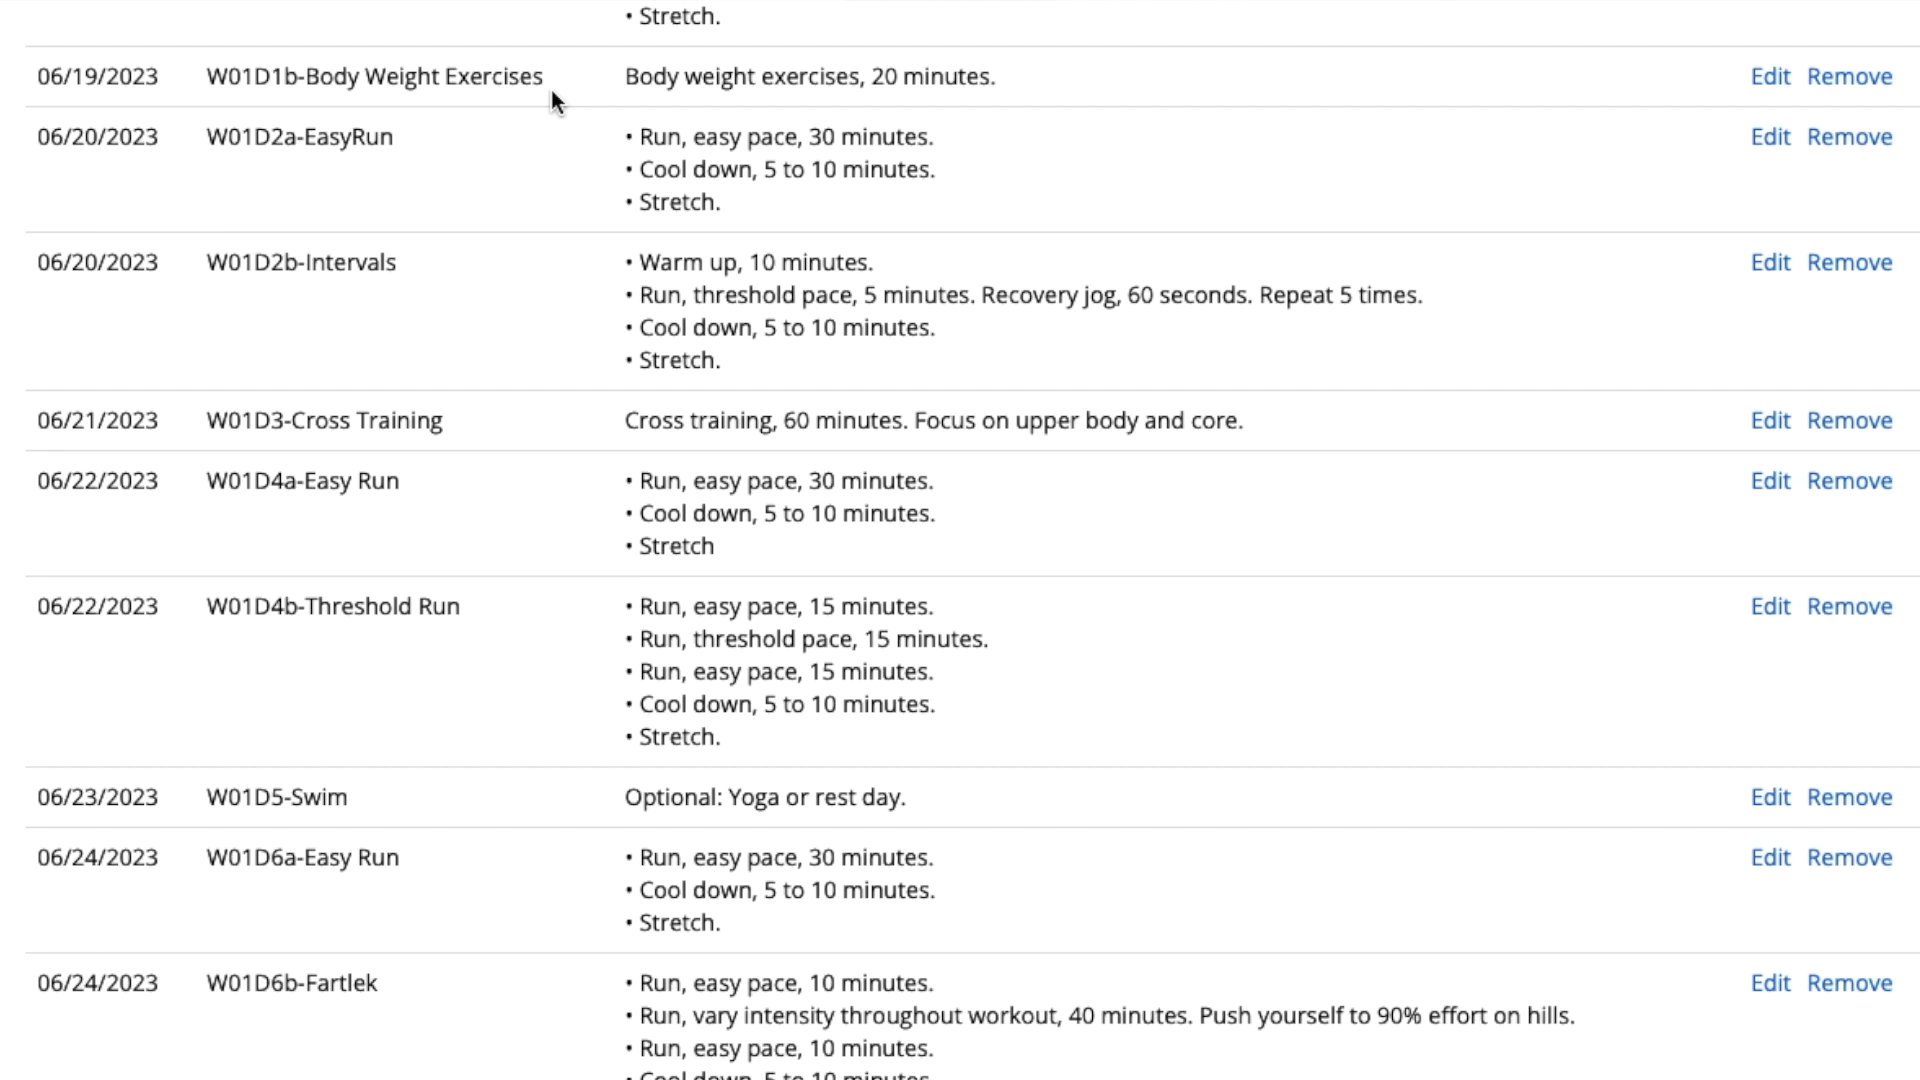 • Stretch.
06/19/2023 W01D1b-Body Weight Exercises Body weight exercises, 20 minutes. Edit Remove
06/20/2023 W01D2a-EasyRun • Run, easy pace, 30 minutes. Edit Remove
• Cool down, 5 to 10 minutes.
• Stretch.
06/20/2023 W01D2b-Intervals • Warm up, 10 minutes. Edit Remove
• Run, threshold pace, 5 minutes. Recovery jog, 60 seconds. Repeat 5 times.
• Cool down, 5 to 10 minutes.
• Stretch.
06/21/2023 W01D3-Cross Training Cross training, 60 minutes. Focus on upper body and core. Edit Remove
06/22/2023 W01D4a-Easy Run • Run, easy pace, 30 minutes. Edit Remove
• Cool down, 5 to 10 minutes.
• Stretch
06/22/2023 W01D4b-Threshold Run • Run, easy pace, 15 minutes. Edit Remove
• Run, threshold pace, 15 minutes.
• Run, easy pace, 15 minutes.
• Cool down, 5 to 10 minutes.
• Stretch.
06/23/2023 W01D5-Swim Optional: Yoga or rest day. Edit Remove
06/24/2023 W01D6a-Easy Run • Run, easy pace, 30 minutes. Edit Remove
• Cool down, 5 to 10 minutes.
• Stretch.
06/24/2023 W01D6b-Fartlek • Run, easy pace, 10 minutes. Edit Remove
• Run, vary intensity throughout workout, 40 minutes. Push yourself to 90% effort on hills.
• Run, easy pace, 10 minutes.
• Cool down, 5 to 10 minutes.